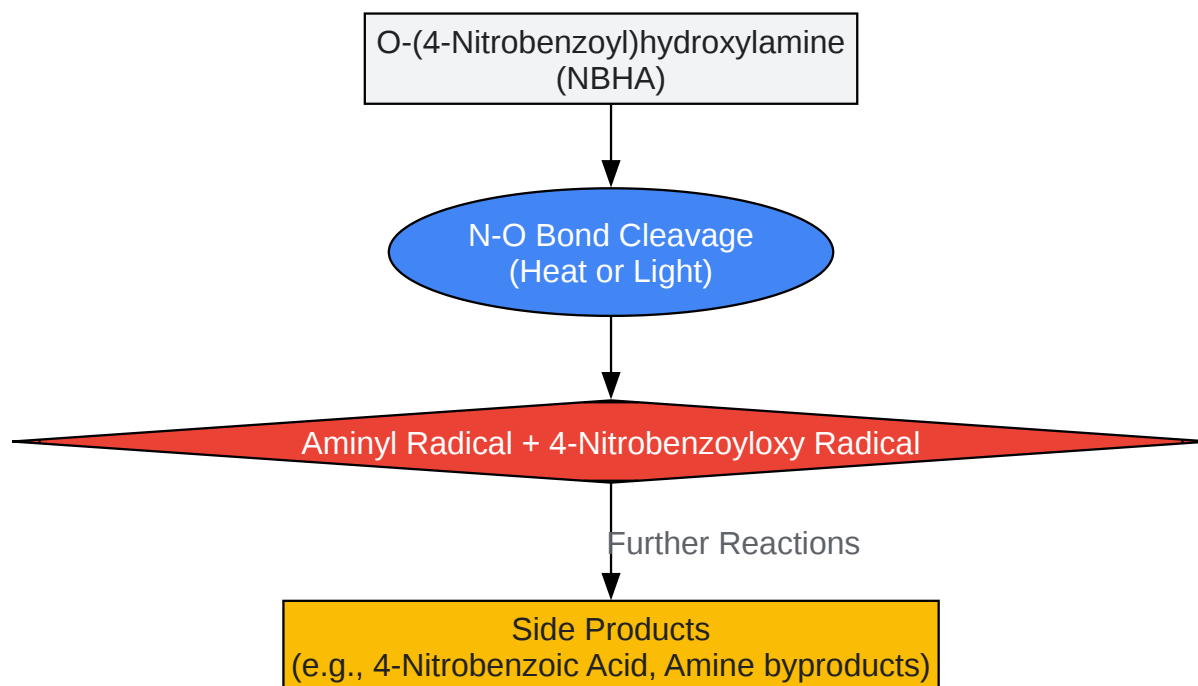 O-(4-Nitrobenzoyl)hydroxylamine
(NBHA)
N-O Bond Cleavage
(Heat or Light)
Aminyl Radical + 4-Nitrobenzoyloxy Radical
Further Reactions
Side Products
(e.g., 4-Nitrobenzoic Acid, Amine byproducts)